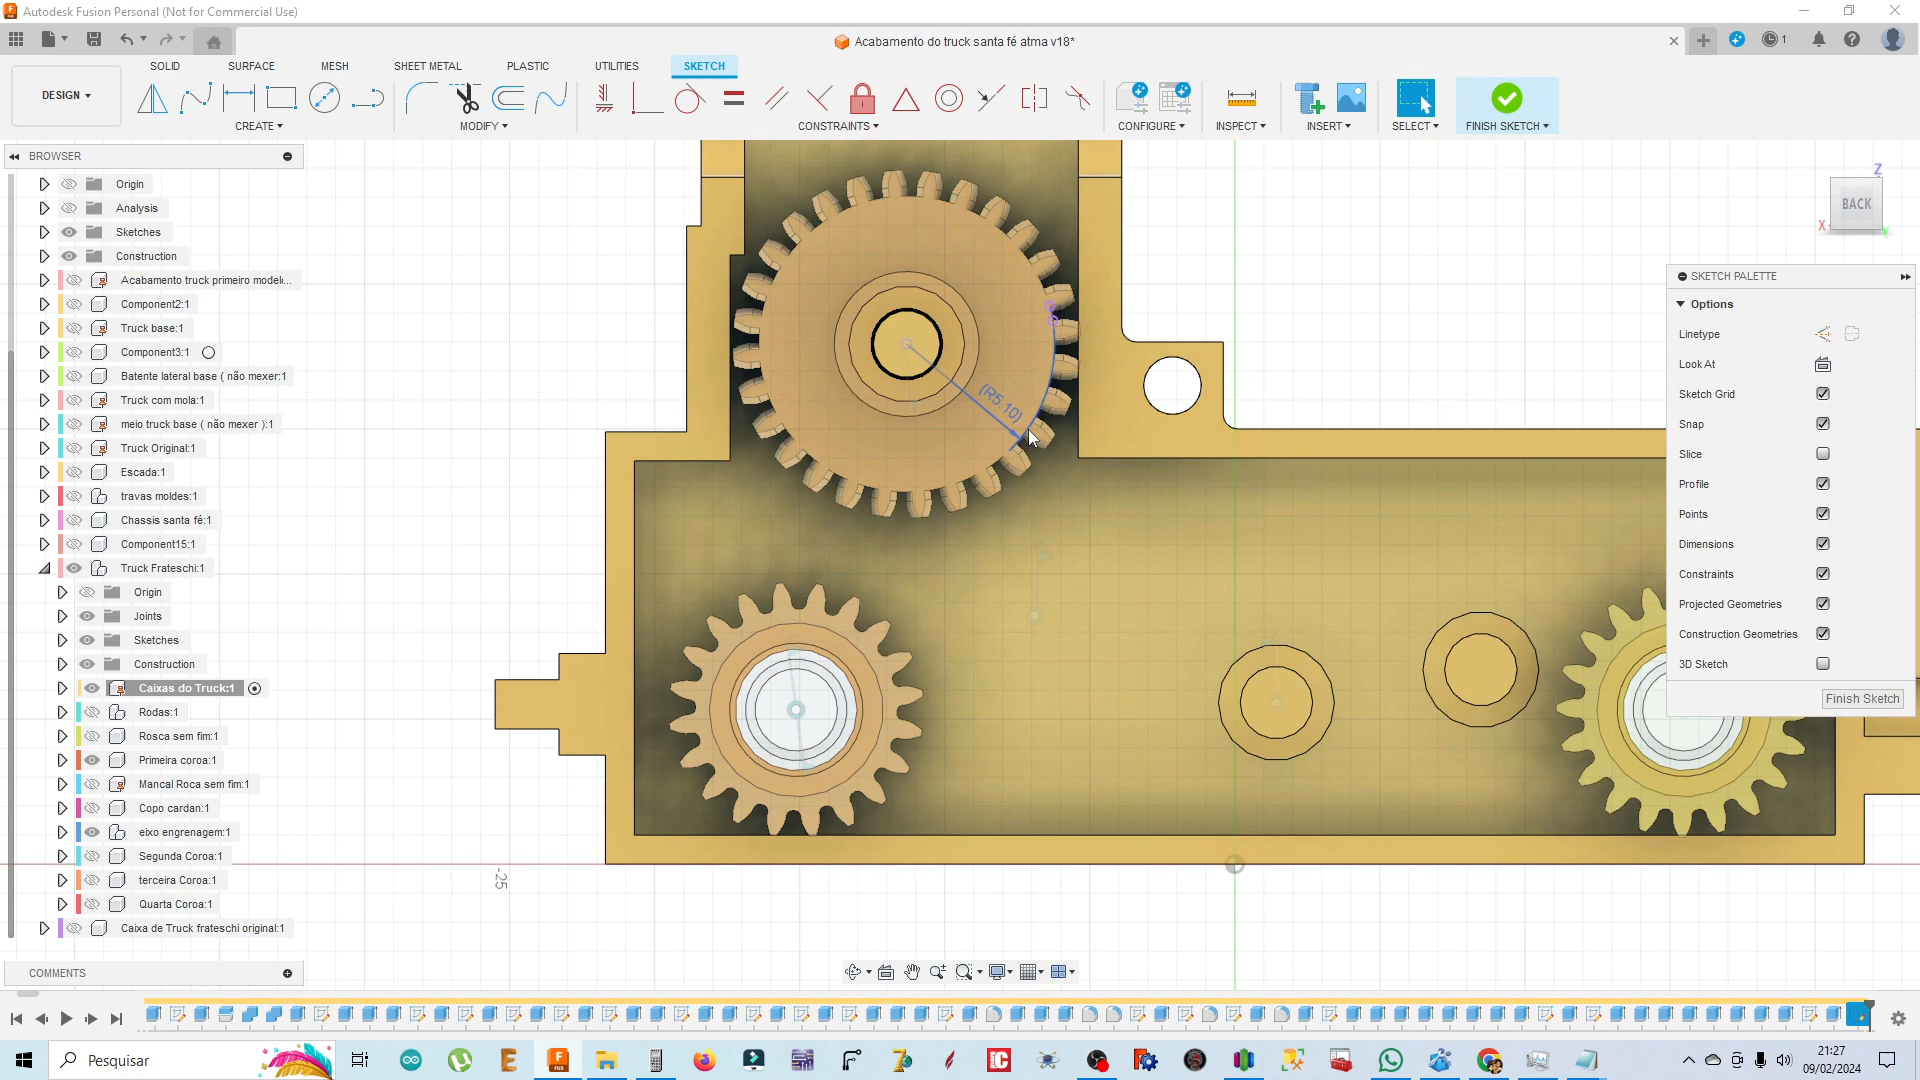 Autodesk Fusion Personal (Not for Commercial Use)
Acabamento do truck santa fé atma v18*
1
SOLID SURFACE MESH SHEET METAL PLASTIC UTILITIES SKETCH
DESIGN
CREATE MODIFY CONSTRAINTS CONFIGURE INSPECT INSERT SELECT FINISH SKETCH
BROWSER
Origin
Analysis
Sketches
Construction
Acabamento truck primeiro model...
Component2:1
Truck base:1
Component3:1
Batente lateral base ( não mexer:1
Truck com mola:1
meio truck base ( não mexer ):1
Truck Original:1
Escada:1
travas moldes:1
Chassis santa fé:1
Component15:1
Truck Frateschi:1
Origin
Joints
Sketches
Construction
Caixas do Truck:1
Rodas:1
Rosca sem fim:1
Primeira coroa:1
Mancal Roca sem fim:1
Copo cardan:1
eixo engrenagem:1
Segunda Coroa:1
terceira Coroa:1
Quarta Coroa:1
Caixa de Truck frateschi original:1
COMMENTS
(R5.10)
-25
Z
BACK
X
Y
SKETCH PALETTE
Options
Linetype
Look At
Sketch Grid
Snap
Slice
Profile
Points
Dimensions
Constraints
Projected Geometries
Construction Geometries
3D Sketch
Finish Sketch
Pesquisar
21:27
09/02/2024